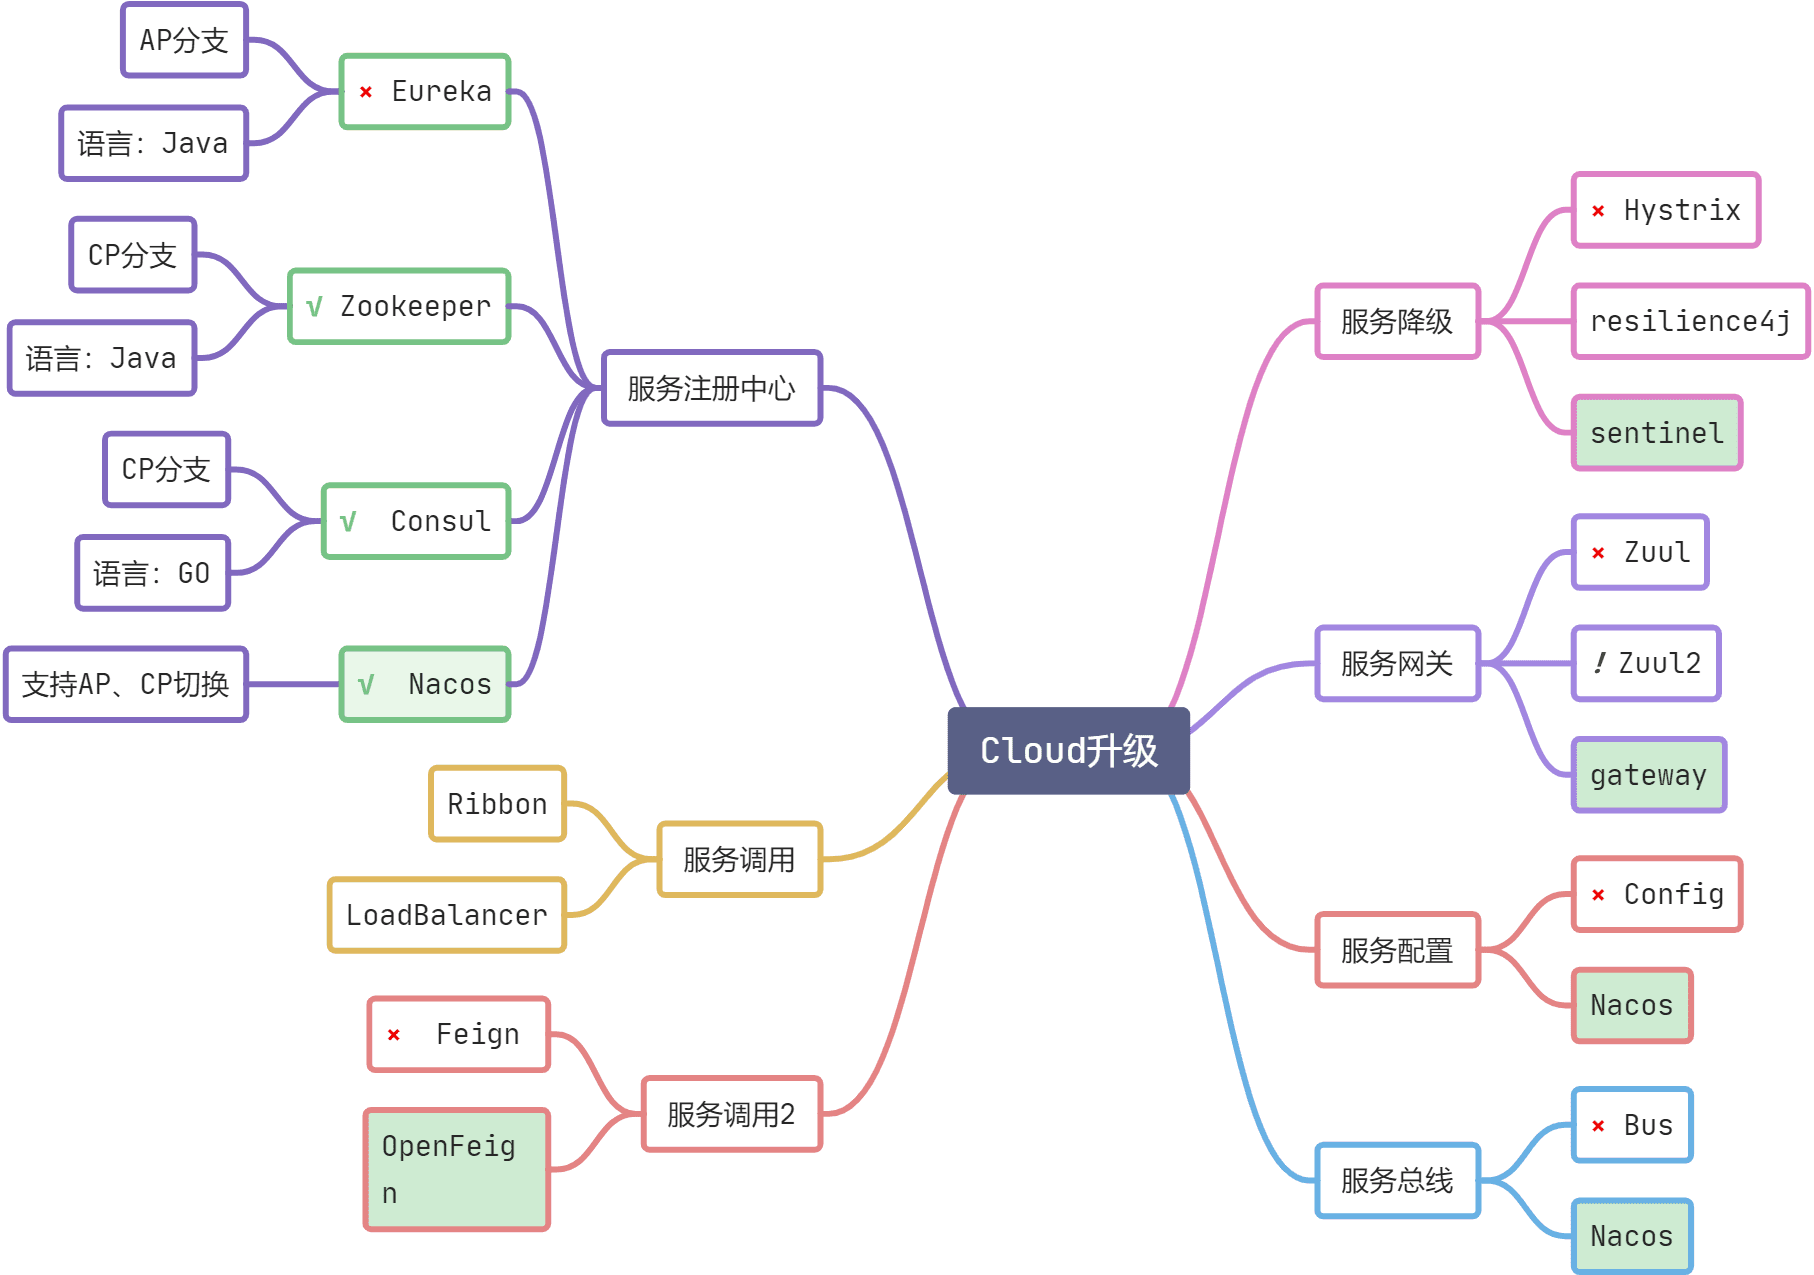 Cloud升级
服务注册中心
× Eureka
AP分支
语言：Java
√ Zookeeper
CP分支
语言：Java
√ Consul
CP分支
语言：GO
√ Nacos
支持AP、CP切换
服务调用
Ribbon
LoadBalancer
服务调用2
× Feign
OpenFeig
n
服务降级
× Hystrix
resilience4j
sentinel
服务网关
× Zuul
! Zuul2
gateway
服务配置
× Config
Nacos
服务总线
× Bus
Nacos